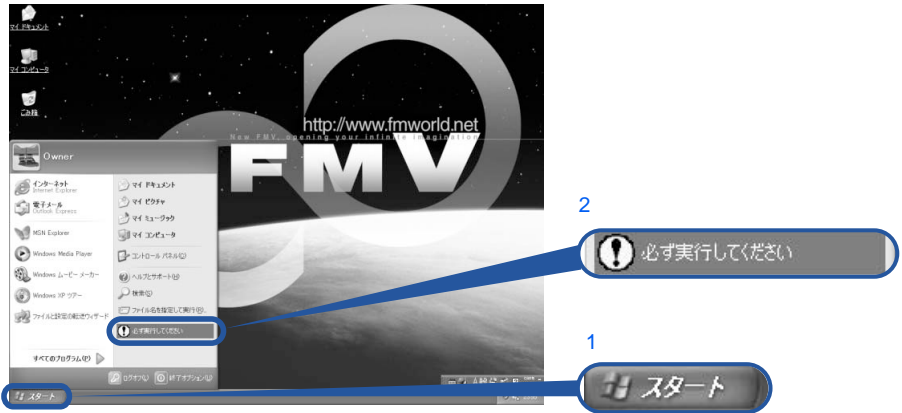 マイ ドキュメント
マイ コンピュータ
ごみ箱
http://www.fmworld.net
New FMV, opening your infinite imagination
FMV
Owner
インターネット
Internet Explorer
電子メール
Outlook Express
MSN Explorer
Windows Media Player
Windows ムービー メーカー
Windows XP ツアー
ファイルと設定の転送ウィザード
すべてのプログラム(P)
マイ ドキュメント
マイ ピクチャ
マイ ミュージック
マイ コンピュータ
コントロール パネル(C)
ヘルプとサポート(H)
検索(S)
ファイル名を指定して実行(R)...
必ず実行してください
ログオフ(L)
終了オプション(U)
スタート
2
必ず実行してください
1
スタート